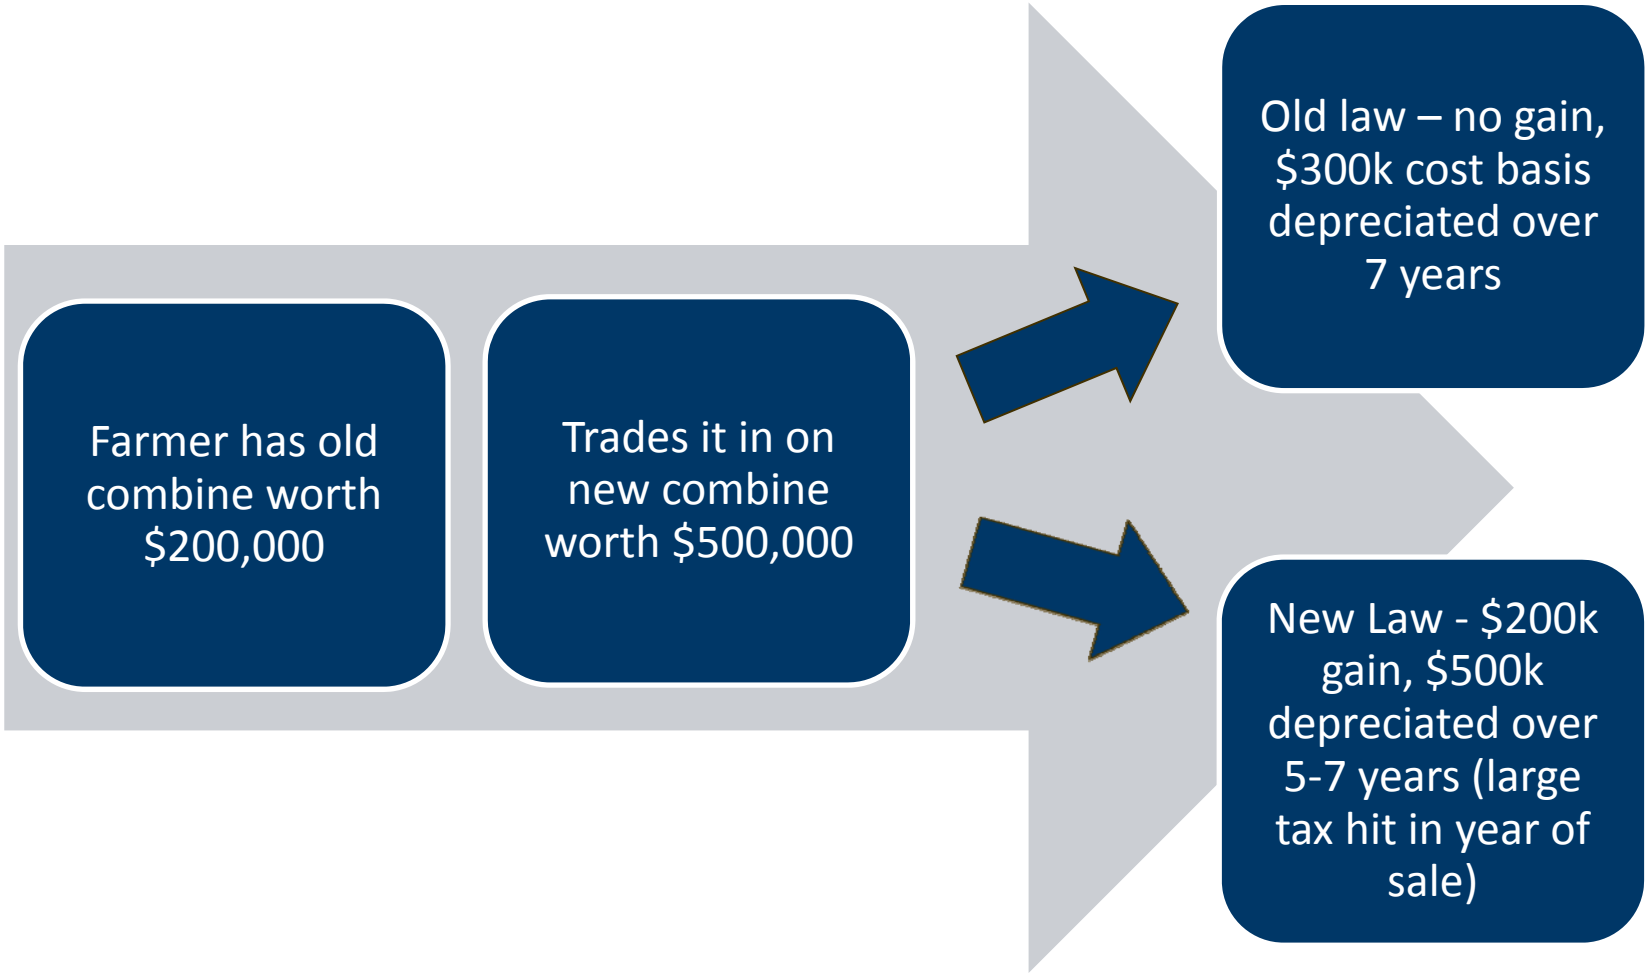 Farmer has old
combine worth
$200,000
Trades it in on
new combine
worth $500,000
Old law – no gain,
$300k cost basis
depreciated over
7 years
New Law - $200k
gain, $500k
depreciated over
5-7 years (large
tax hit in year of
sale)